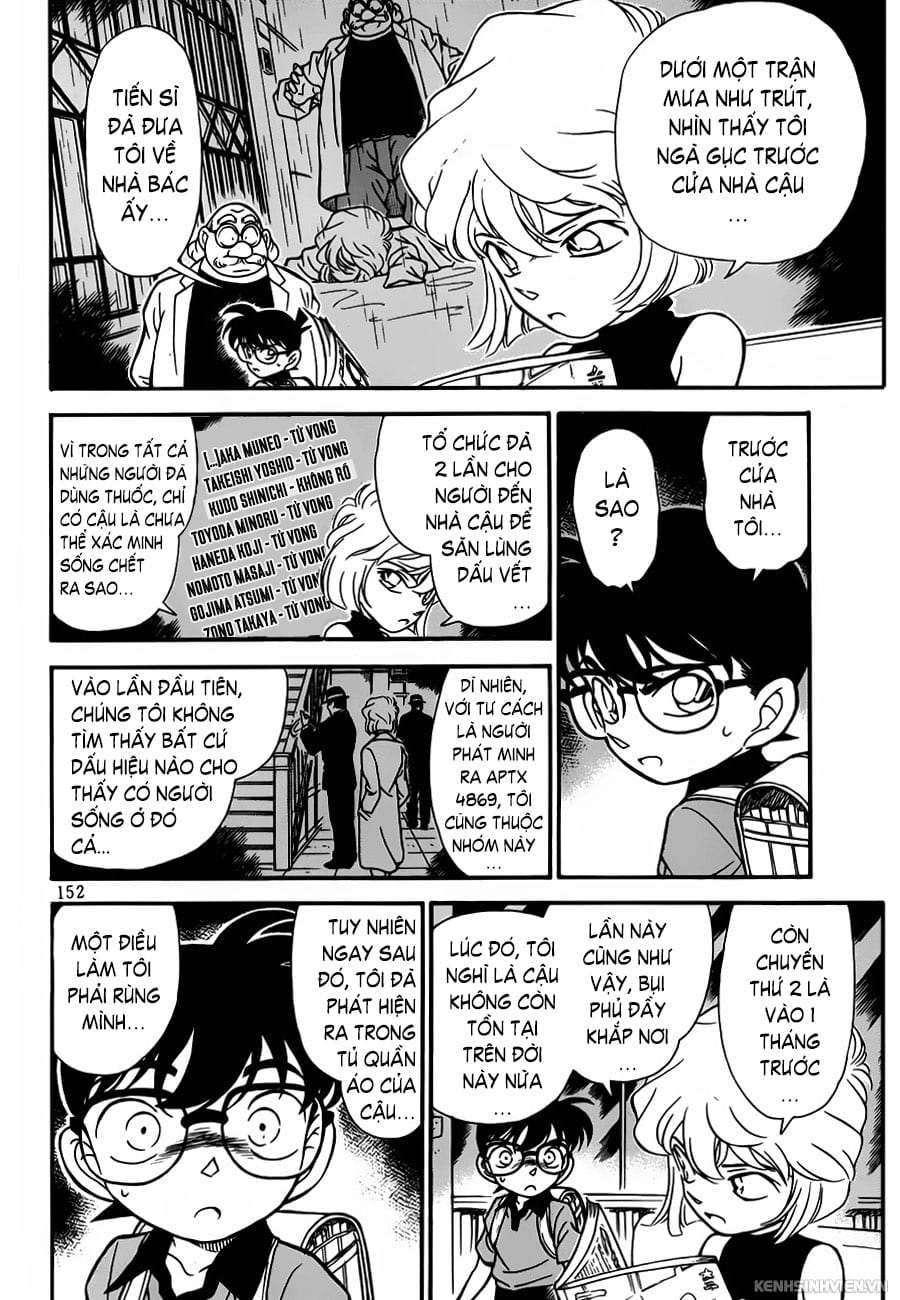 DƯỚI MỘT TRẬN
MƯA NHƯ TRÚT,
NHÌN THẤY TÔI
NGÃ GỤC TRƯỚC
CỬA NHÀ CẬU
...
TIẾN SĨ
ĐÃ ĐƯA
TÔI VỀ
NHÀ BÁC
ẤY...
TRƯỚC
CỬA
NHÀ
TÔI...
LÀ
SAO
?
TỔ CHỨC ĐÃ
2 LẦN CHO
NGƯỜI ĐẾN
NHÀ CẬU ĐỂ
SĂN LÙNG
DẤU VẾT
...
[...]AKA MUNEO - TỬ VONG
TAKEISHI YOSHIO - TỬ VONG
KUDO SHINICHI - KHÔNG RÕ
TOYODA MINORU - TỬ VONG
HANEDA KOJI - TỬ VONG
NOMOTO MASAJI - TỬ VONG
GOJIMA ATSUMI - TỬ VONG
ZONO TAKAYA - TỬ VONG
VÌ TRONG TẤT CẢ
NHỮNG NGƯỜI ĐÃ
DÙNG THUỐC, CHỈ
CÓ CẬU LÀ CHƯA
THỂ XÁC MINH
SỐNG CHẾT
RA SAO...
DĨ NHIÊN,
VỚI TƯ CÁCH
LÀ NGƯỜI
PHÁT MINH
RA APTX
4869, TÔI
CŨNG THUỘC
NHÓM NÀY
...
VÀO LẦN ĐẦU TIÊN,
CHÚNG TÔI KHÔNG
TÌM THẤY BẤT CỨ
DẤU HIỆU NÀO CHO
THẤY CÓ NGƯỜI
SỐNG Ở ĐÓ
CẢ...
152
CÒN
CHUYẾN
THỨ 2 LÀ
VÀO 1
THÁNG
TRƯỚC
...
LẦN NÀY
CŨNG NHƯ
VẬY, BỤI
PHỦ ĐẦY
KHẮP NƠI
...
LÚC ĐÓ, TÔI
NGHĨ LÀ CẬU
KHÔNG CÒN
TỒN TẠI
TRÊN ĐỜI
NÀY NỮA
...
TUY NHIÊN
NGAY SAU
ĐÓ, TÔI ĐÃ
PHÁT HIỆN
RA TRONG
TỦ QUẦN
ÁO CỦA
CẬU...
MỘT ĐIỀU
LÀM TÔI
PHẢI RÙNG
MÌNH...
KENHSINHVIEN.VN